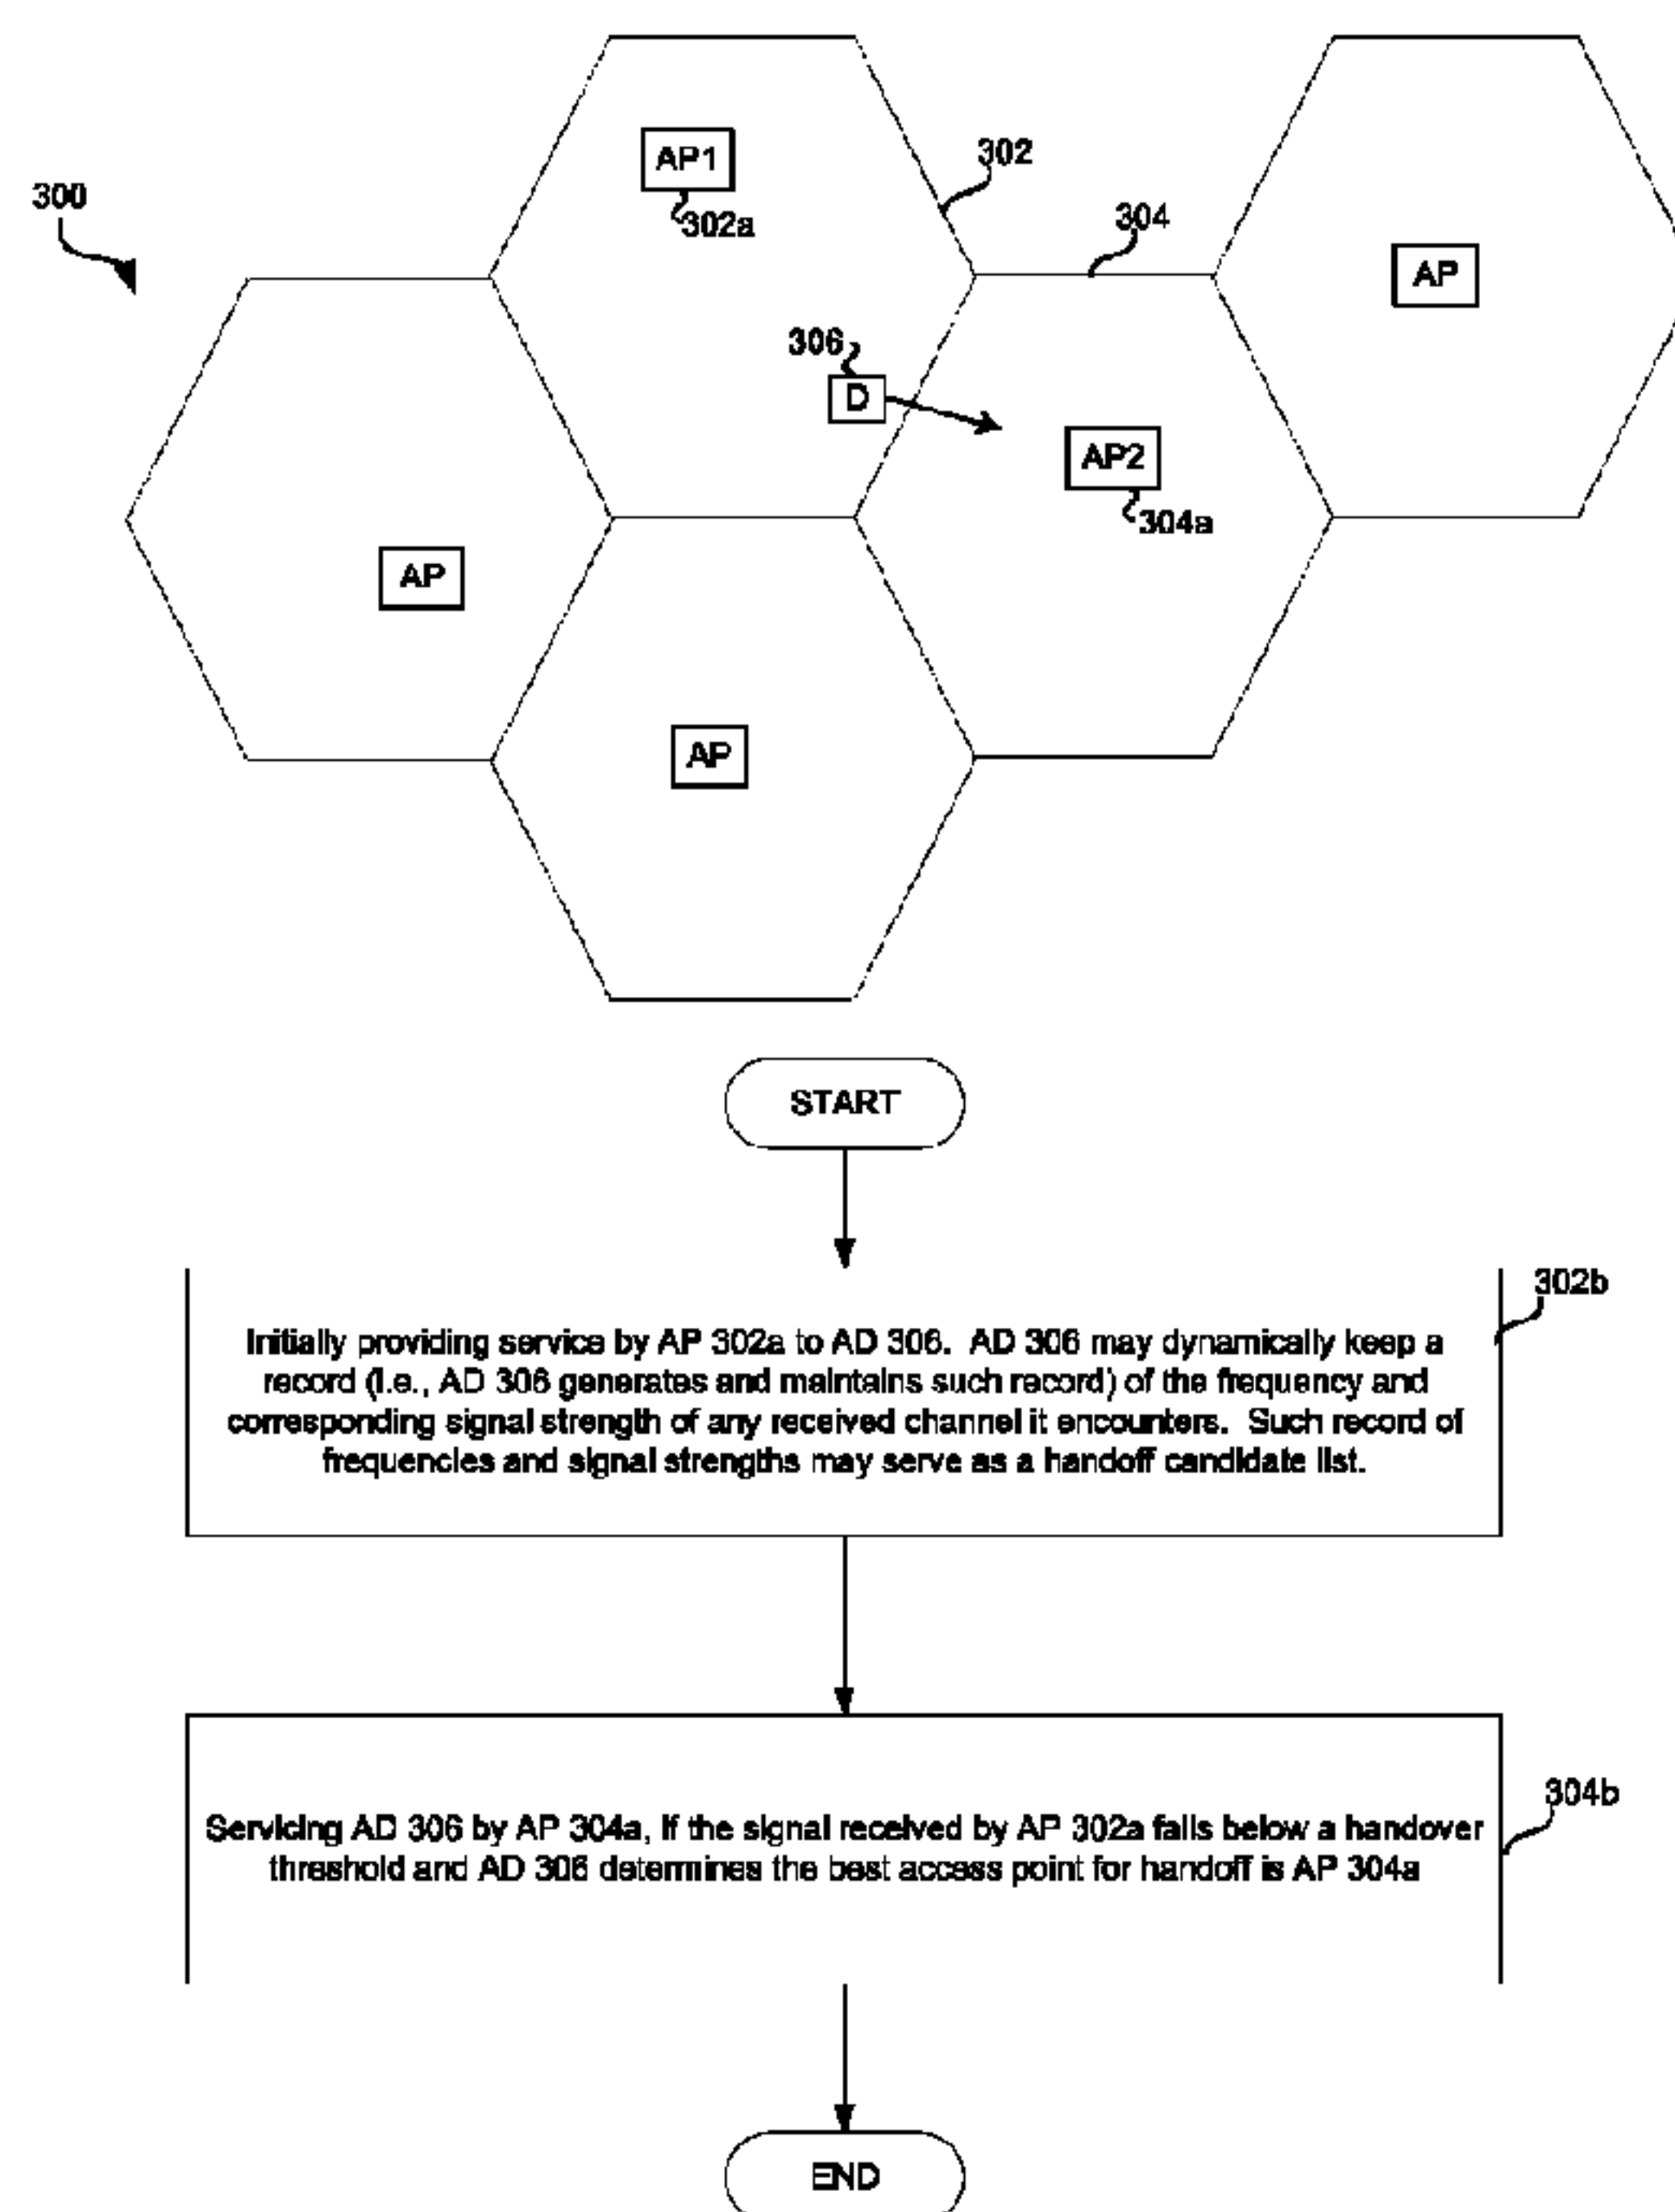 300
AP1
302a
302
304
AP
306
D
AP2
304a
AP
AP
START
302b
Initially providing service by AP 302a to AD 306. AD 306 may dynamically keep a
record (i.e., AD 306 generates and maintains such record) of the frequency and
corresponding signal strength of any received channel it encounters. Such record of
frequencies and signal strengths may serve as a handoff candidate list.
304b
Servicing AD 306 by AP 304a, if the signal received by AP 302a falls below a handover
threshold and AD 306 determines the best access point for handoff is AP 304a
END